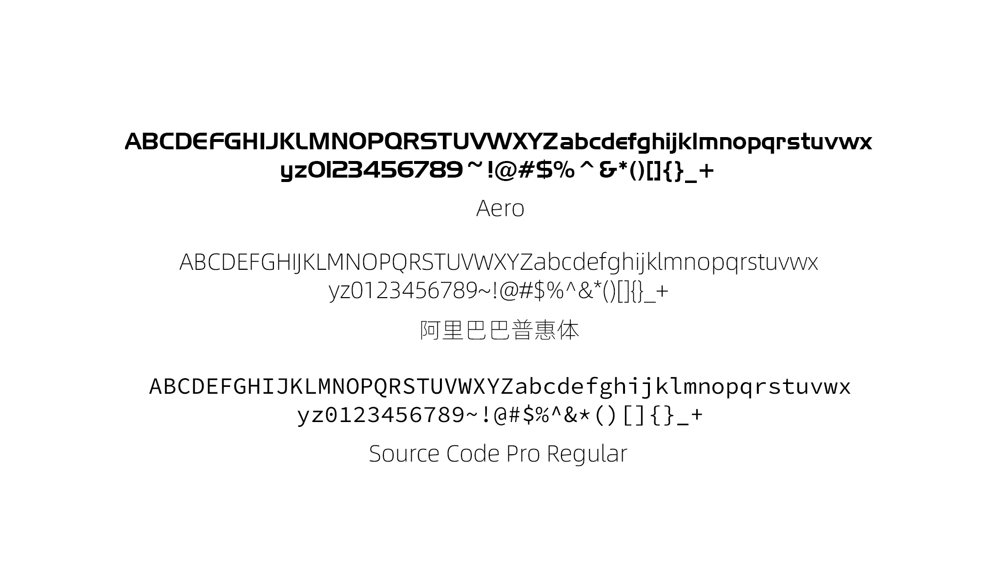 ABCDEFGHIJKLMNOPQRSTUVWXYZabcdefghijklmnopqrstuvwx
yz0123456789~!@#$%^&*()[]{}_+
Aero
ABCDEFGHIJKLMNOPQRSTUVWXYZabcdefghijklmnopqrstuvwx
yz0123456789~!@#$%^&*()[]{}_+
阿里巴巴普惠体
ABCDEFGHIJKLMNOPQRSTUVWXYZabcdefghijklmnopqrstuvwx
yz0123456789~!@#$%^&*()[]{}_+
Source Code Pro Regular